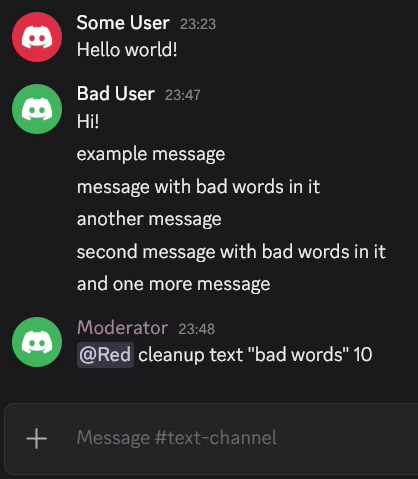 Some User 23:23
Hello world!
Bad User 23:47
Hi!
example message
message with bad words in it
another message
second message with bad words in it
and one more message
Moderator 23:48
@Red cleanup text "bad words" 10
Message #text-channel